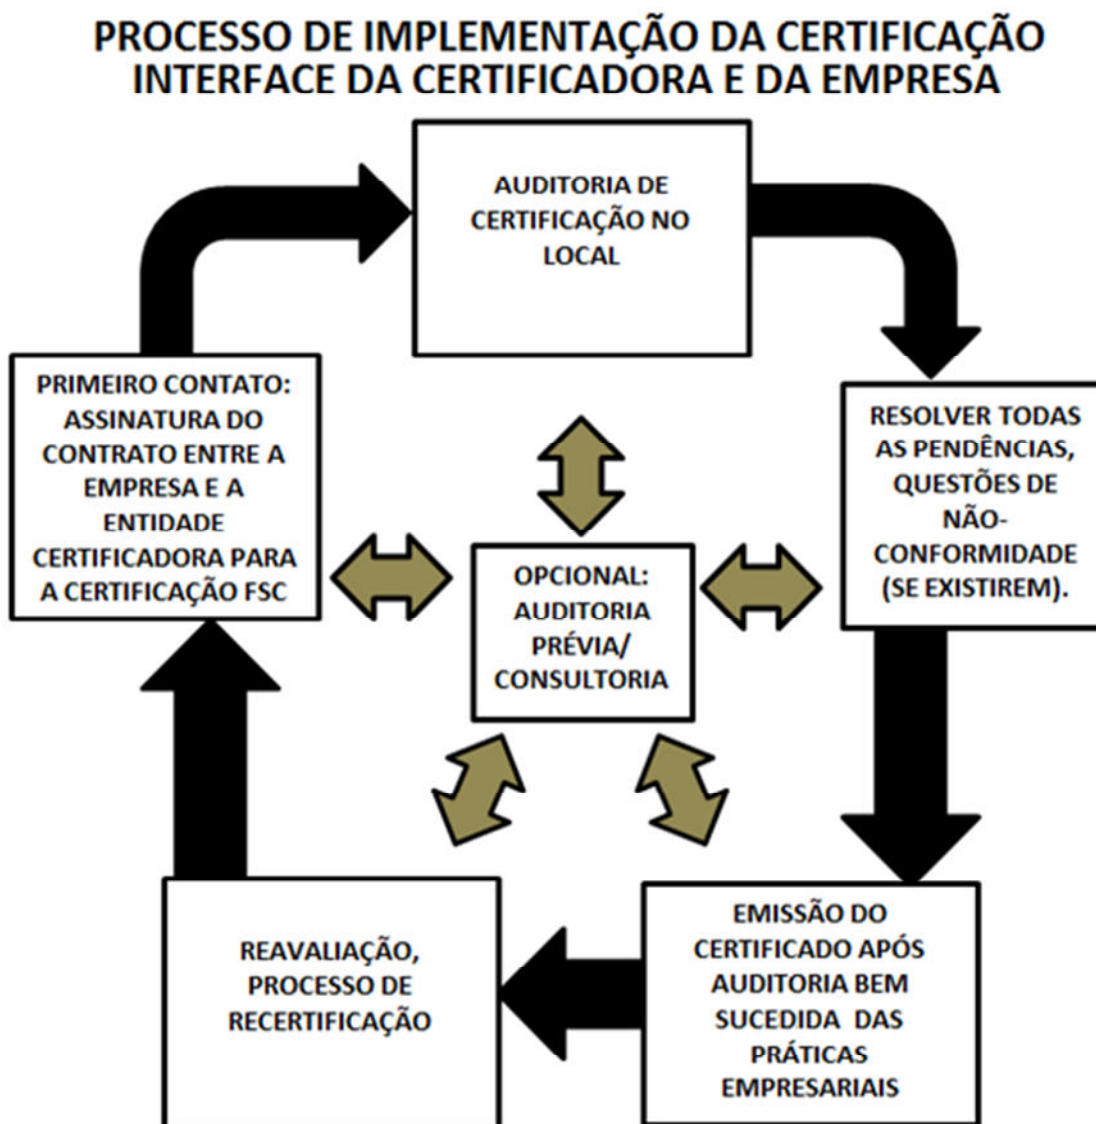 PROCESSO DE IMPLEMENTAÇÃO DA CERTIFICAÇÃO
INTERFACE DA CERTIFICADORA E DA EMPRESA
AUDITORIA DE
CERTIFICAÇÃO NO
LOCAL
PRIMEIRO CONTATO:
ASSINATURA DO
CONTRATO ENTRE A
EMPRESA E A
ENTIDADE
CERTIFICADORA PARA
A CERTIFICAÇÃO FSC
RESOLVER TODAS
AS PENDÊNCIAS,
QUESTÕES DE
NÃO-
CONFORMIDADE
(SE EXISTIREM).
OPCIONAL:
AUDITORIA
PRÉVIA/
CONSULTORIA
REAVALIAÇÃO,
PROCESSO DE
RECERTIFICAÇÃO
EMISSÃO DO
CERTIFICADO APÓS
AUDITORIA BEM
SUCEDIDA DAS
PRÁTICAS
EMPRESARIAIS